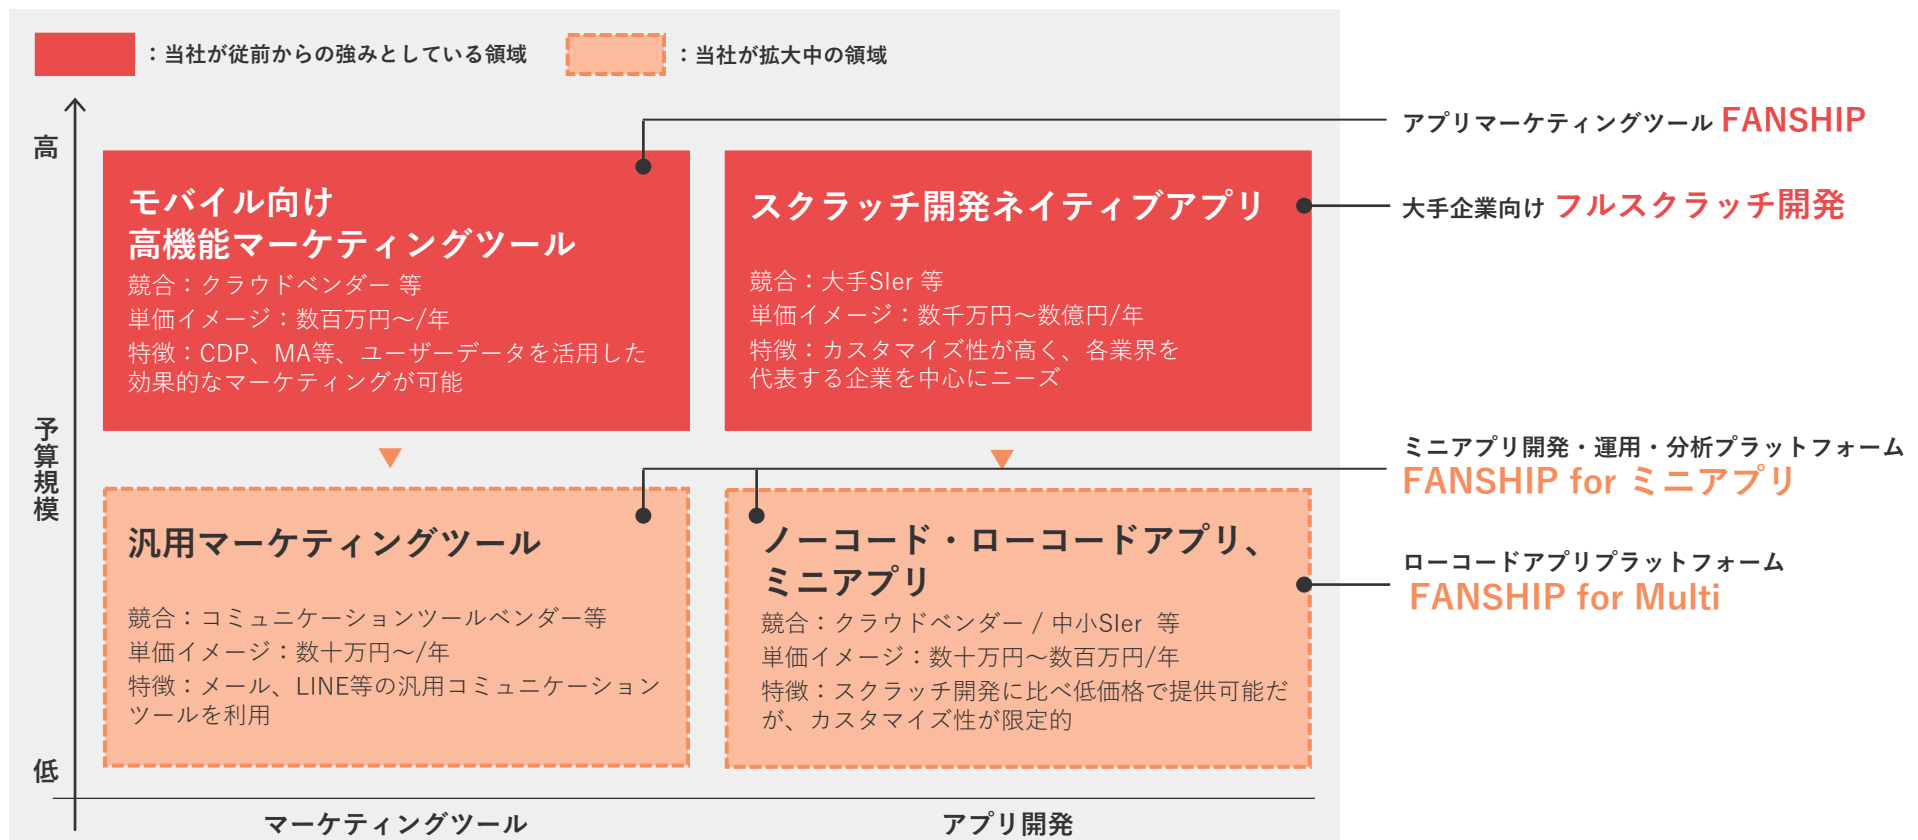 ：当社が従前からの強みとしている領域
：当社が拡大中の領域
高
予算規模
低
モバイル向け
高機能マーケティングツール
競合：クラウドベンダー 等
単価イメージ：数百万円～/年
特徴：CDP、MA等、ユーザーデータを活用した
効果的なマーケティングが可能
スクラッチ開発ネイティブアプリ
競合：大手SIer 等
単価イメージ：数千万円～数億円/年
特徴：カスタマイズ性が高く、各業界を
代表する企業を中心にニーズ
汎用マーケティングツール
競合：コミュニケーションツールベンダー等
単価イメージ：数十万円～/年
特徴：メール、LINE等の汎用コミュニケーション
ツールを利用
ノーコード・ローコードアプリ、
ミニアプリ
競合：クラウドベンダー / 中小SIer 等
単価イメージ：数十万円～数百万円/年
特徴：スクラッチ開発に比べ低価格で提供可能だ
が、カスタマイズ性が限定的
マーケティングツール
アプリ開発
アプリマーケティングツール FANSHIP
大手企業向け フルスクラッチ開発
ミニアプリ開発・運用・分析プラットフォーム
FANSHIP for ミニアプリ
ローコードアプリプラットフォーム
FANSHIP for Multi